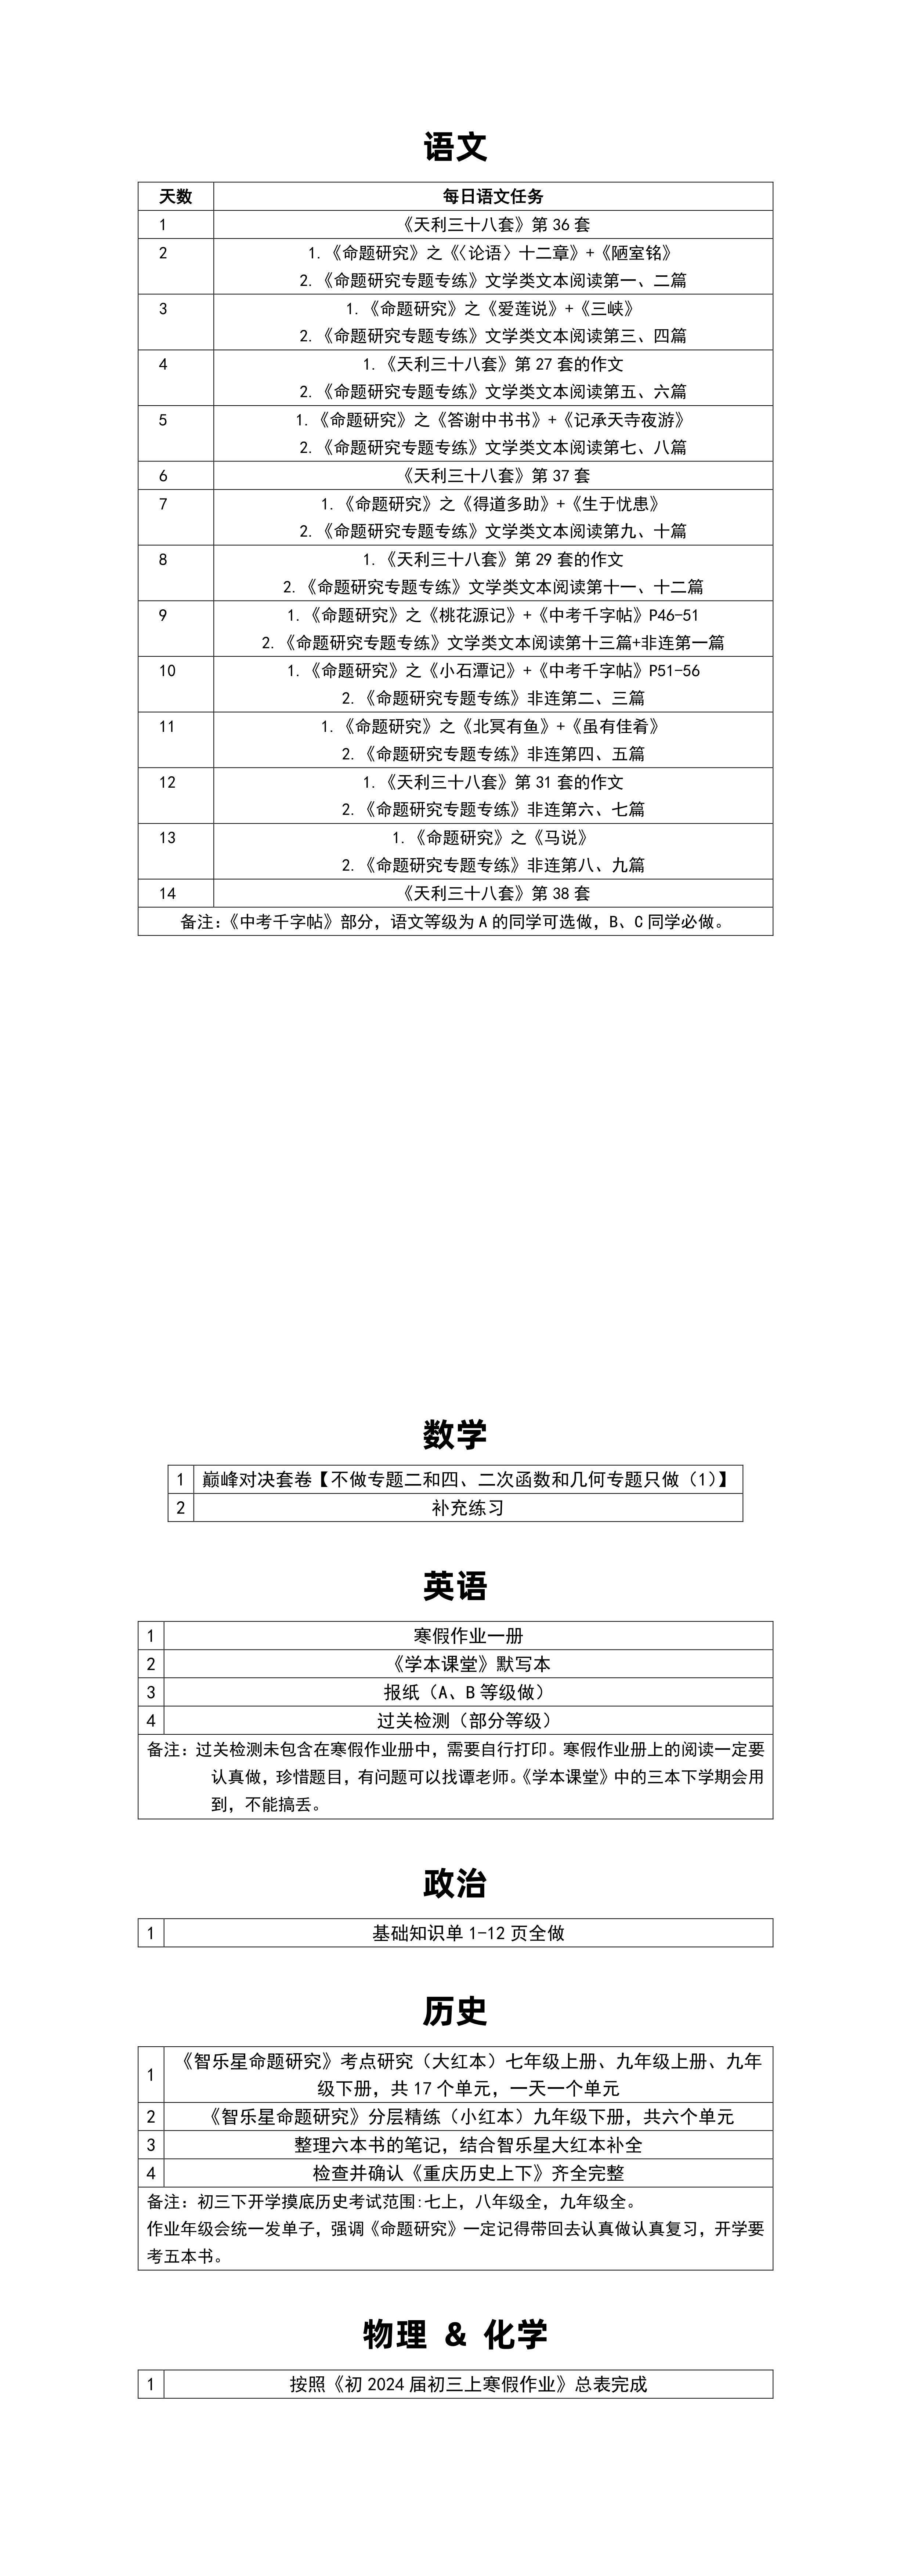 语文
天数 每日语文任务
1 《天利三十八套》第 36 套
2 1.《命题研究》之《〈论语〉十二章》+《陋室铭》
2.《命题研究专题专练》文学类文本阅读第一、二篇
3 1.《命题研究》之《爱莲说》+《三峡》
2.《命题研究专题专练》文学类文本阅读第三、四篇
4 1.《天利三十八套》第 27 套的作文
2.《命题研究专题专练》文学类文本阅读第五、六篇
5 1.《命题研究》之《答谢中书书》+《记承天寺夜游》
2.《命题研究专题专练》文学类文本阅读第七、八篇
6 《天利三十八套》第 37 套
7 1.《命题研究》之《得道多助》+《生于忧患》
2.《命题研究专题专练》文学类文本阅读第九、十篇
8 1.《天利三十八套》第 29 套的作文
2.《命题研究专题专练》文学类文本阅读第十一、十二篇
9 1.《命题研究》之《桃花源记》+《中考千字帖》P46-51
2.《命题研究专题专练》文学类文本阅读第十三篇+非连第一篇
10 1.《命题研究》之《小石潭记》+《中考千字帖》P51-56
2.《命题研究专题专练》非连第二、三篇
11 1.《命题研究》之《北冥有鱼》+《虽有佳肴》
2.《命题研究专题专练》非连第四、五篇
12 1.《天利三十八套》第 31 套的作文
2.《命题研究专题专练》非连第六、七篇
13 1.《命题研究》之《马说》
2.《命题研究专题专练》非连第八、九篇
14 《天利三十八套》第 38 套
备注：《中考千字帖》部分，语文等级为 A 的同学可选做，B、C 同学必做。
数学
1 巅峰对决套卷【不做专题二和四、二次函数和几何专题只做（1）】
2 补充练习
英语
1 寒假作业一册
2 《学本课堂》默写本
3 报纸（A、B 等级做）
4 过关检测（部分等级）
备注：过关检测未包含在寒假作业册中，需要自行打印。寒假作业册上的阅读一定要
认真做，珍惜题目，有问题可以找谭老师。《学本课堂》中的三本下学期会用
到，不能搞丢。
政治
1 基础知识单 1-12 页全做
历史
1 《智乐星命题研究》考点研究（大红本）七年级上册、九年级上册、九年
级下册，共 17 个单元，一天一个单元
2 《智乐星命题研究》分层精练（小红本）九年级下册，共六个单元
3 整理六本书的笔记，结合智乐星大红本补全
4 检查并确认《重庆历史上下》齐全完整
备注：初三下开学摸底历史考试范围:七上，八年级全，九年级全。
作业年级会统一发单子，强调《命题研究》一定记得带回去认真做认真复习，开学要
考五本书。
物理 & 化学
1 按照《初 2024 届初三上寒假作业》总表完成